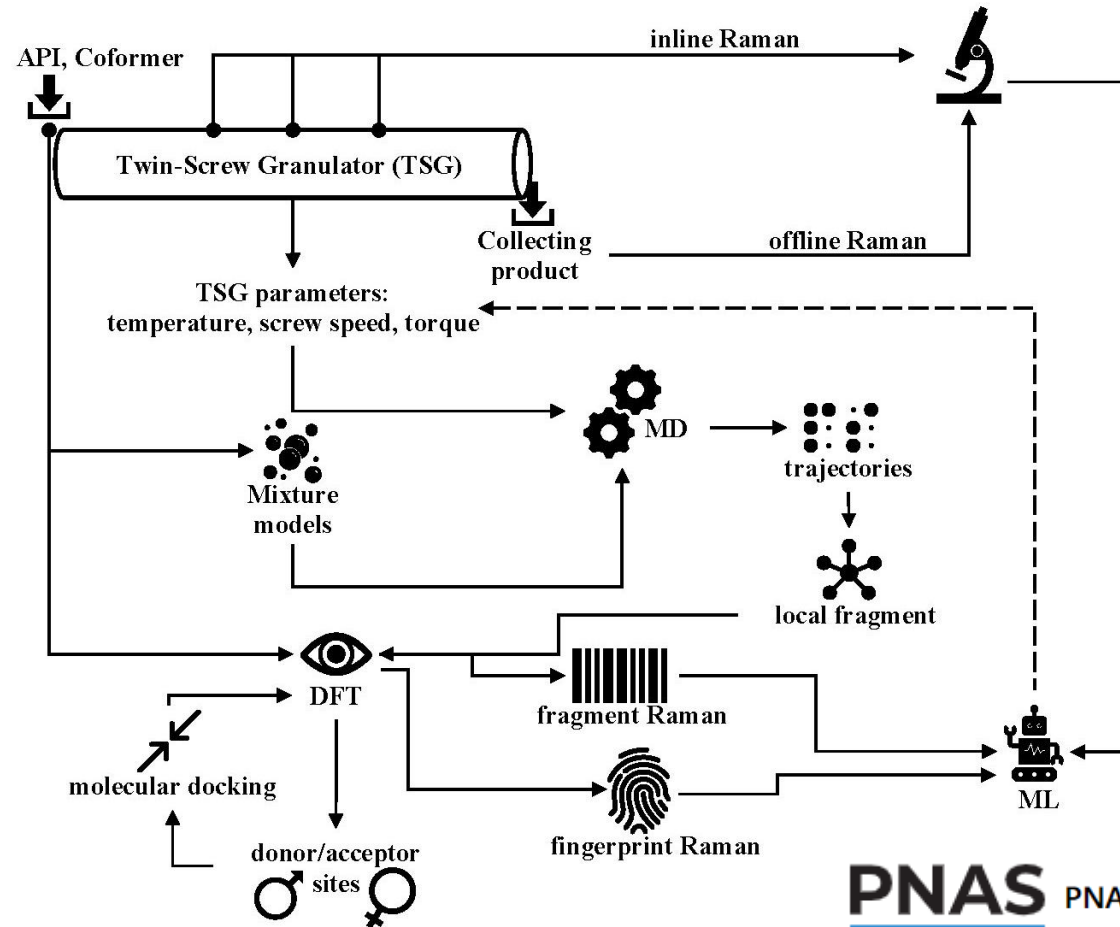 inline Raman
API, Coformer
Twin-Screw Granulator (TSG)
Collecting
product
offline Raman
TSG parameters:
temperature, screw speed, torque
MD
trajectories
Mixture
models
local fragment
DFT
fragment Raman
molecular docking
ML
fingerprint Raman
donor/acceptor
sites
PNAS PNA